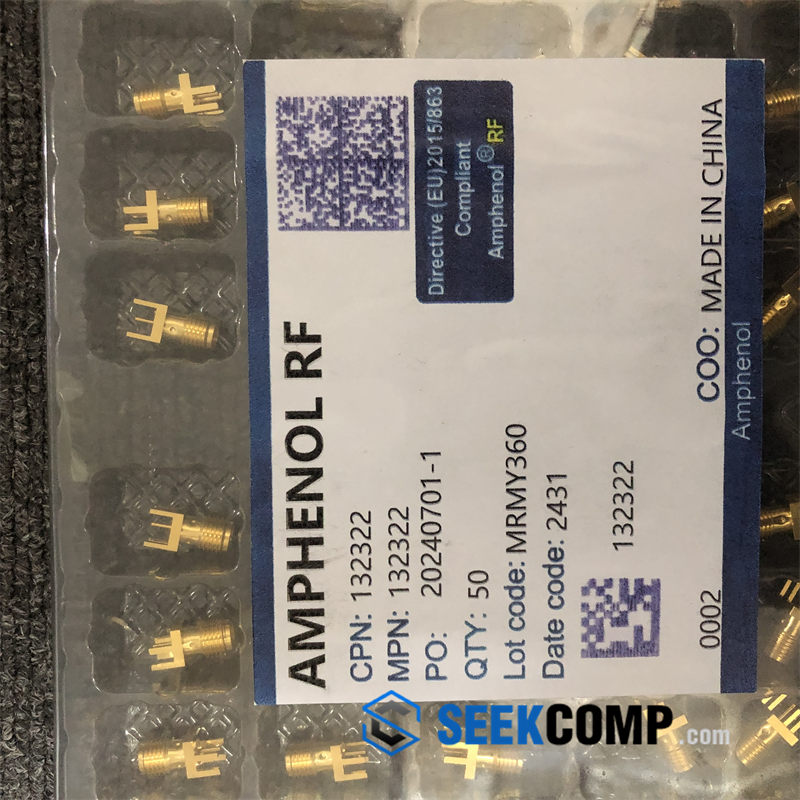 AMPHENOL RF
CPN: 132322
MPN: 132322
PO: 20240701-1
QTY: 50
Lot code: MRMY360
Date code: 2431
132322
0002
Directive (EU)2015/863
Compliant
Amphenol® RF
COO: MADE IN CHINA
Amphenol
SEEKCOMP.com